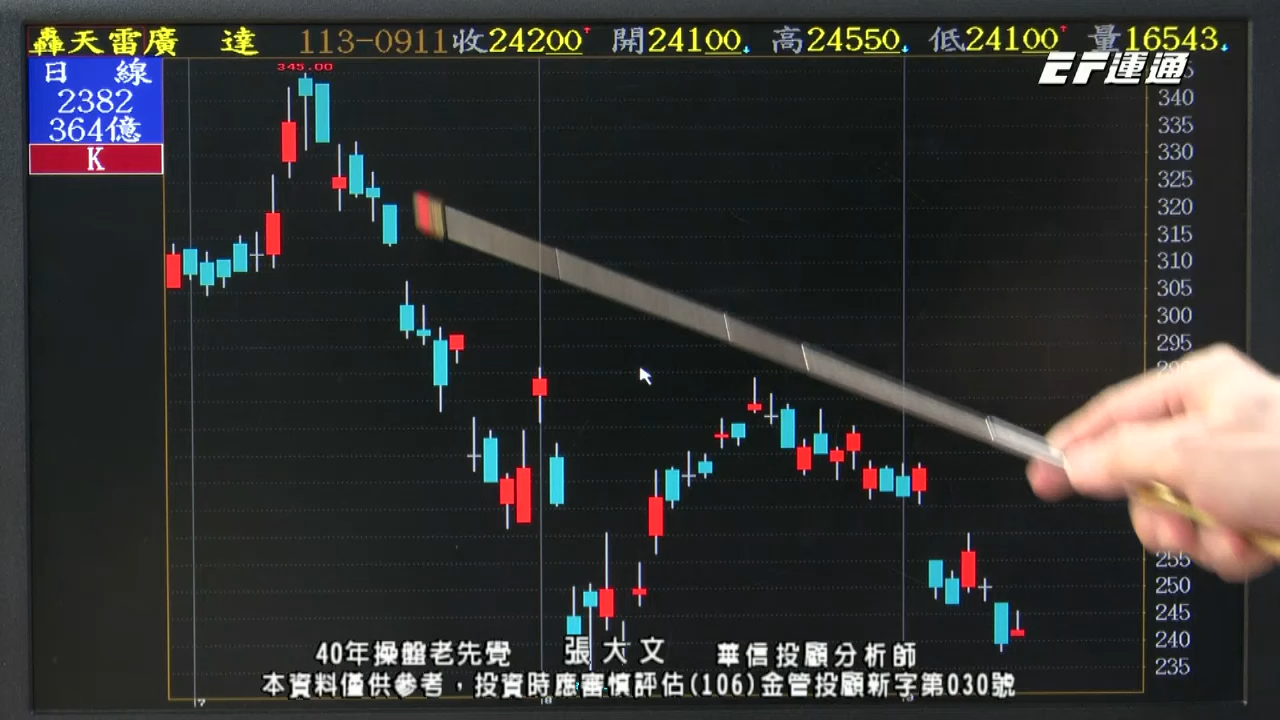 轟天雷廣 達 113-0911收24200 開24100 高24550 低24100 量16543
EF運通
日 線
2382
364億
K
345.00
340
335
330
325
320
315
310
305
300
295
255
250
245
240
235
7
8
9
40年操盤老先覺 張大文 華信投顧分析師
本資料僅供參考，投資時應審慎評估(106)金管投顧新字第030號